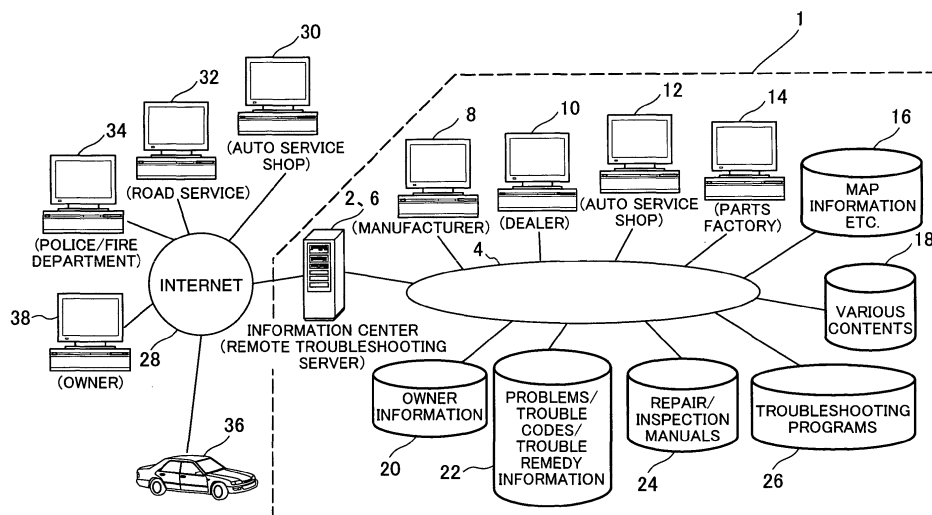 1
30
(AUTO SERVICE
SHOP)
32
(ROAD SERVICE)
34
(POLICE/FIRE
DEPARTMENT)
38
(OWNER)
INTERNET
28
36
2、6
INFORMATION CENTER
(REMOTE TROUBLESHOOTING
SERVER)
4
8
(MANUFACTURER)
10
(DEALER)
12
(AUTO SERVICE
SHOP)
14
(PARTS
FACTORY)
16
MAP
INFORMATION
ETC.
18
VARIOUS
CONTENTS
OWNER
INFORMATION
20
PROBLEMS/
TROUBLE
CODES/
TROUBLE
REMEDY
INFORMATION
22
REPAIR/
INSPECTION
MANUALS
24
TROUBLESHOOTING
PROGRAMS
26